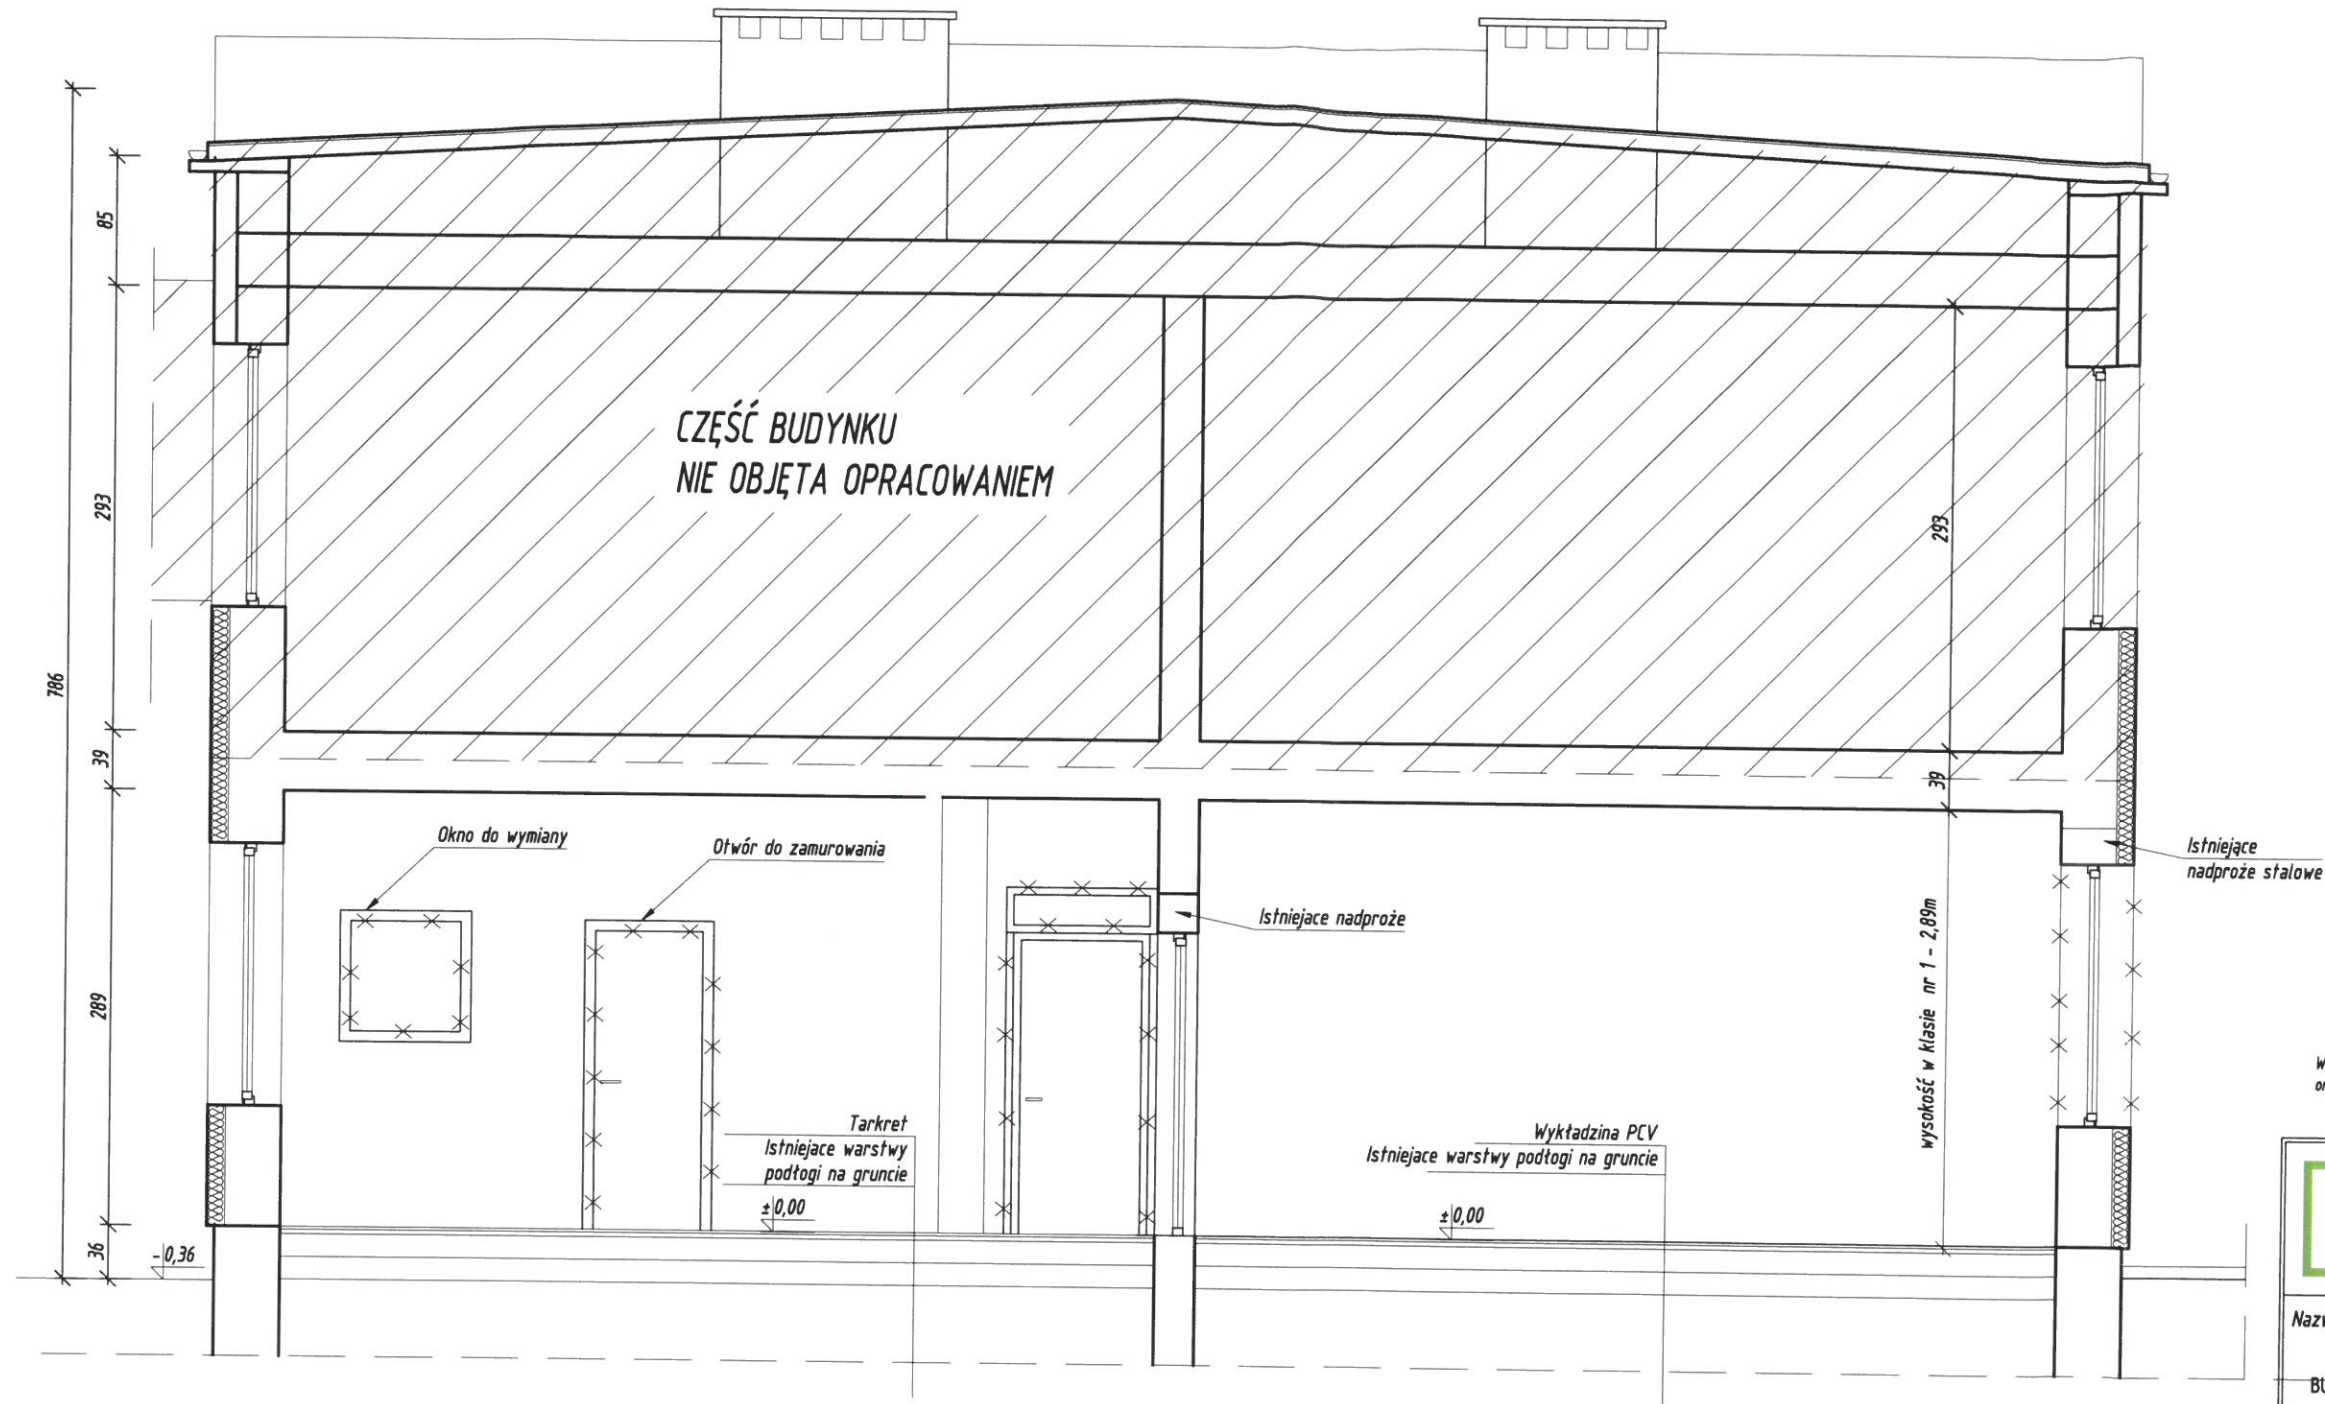 85
293
786
39
289
36
-0,36
CZĘŚĆ BUDYNKU
NIE OBJĘTA OPRACOWANIEM
293
39
Okno do wymiany
Otwór do zamurowania
Istniejace nadproże
Istniejące
nadproże stalowe
wysokość w klasie nr 1 - 2,89m
Tarkret
Istniejace warstwy
podłogi na gruncie
±0,00
Wykładzina PCV
Istniejace warstwy podłogi na gruncie
±0,00